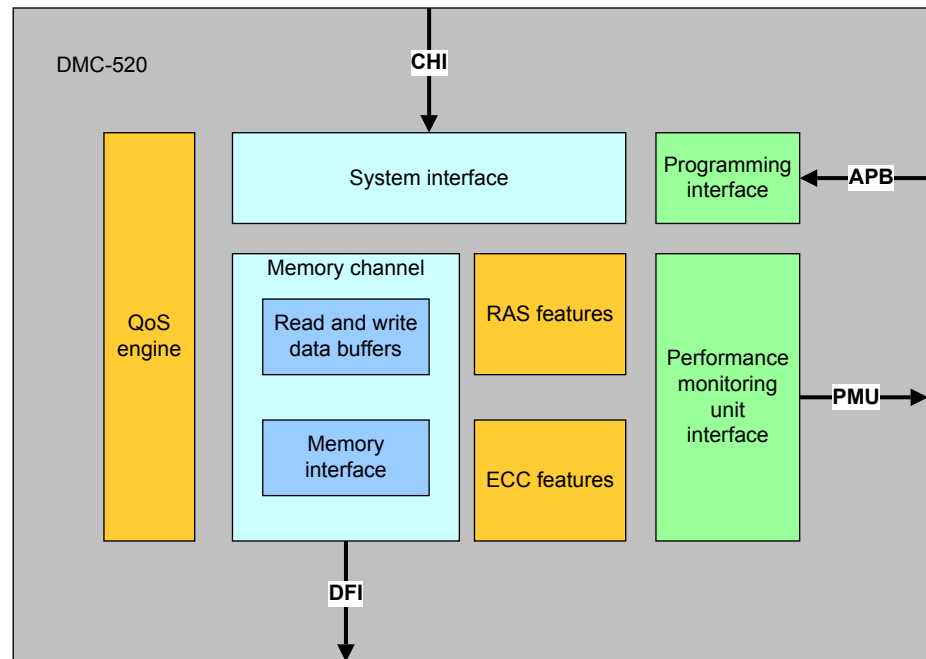 DMC-520
CHI
System interface
Programming
interface
APB
QoS
engine
Memory channel
Read and write
data buffers
Memory
interface
RAS features
ECC features
Performance
monitoring
unit
interface
PMU
DFI